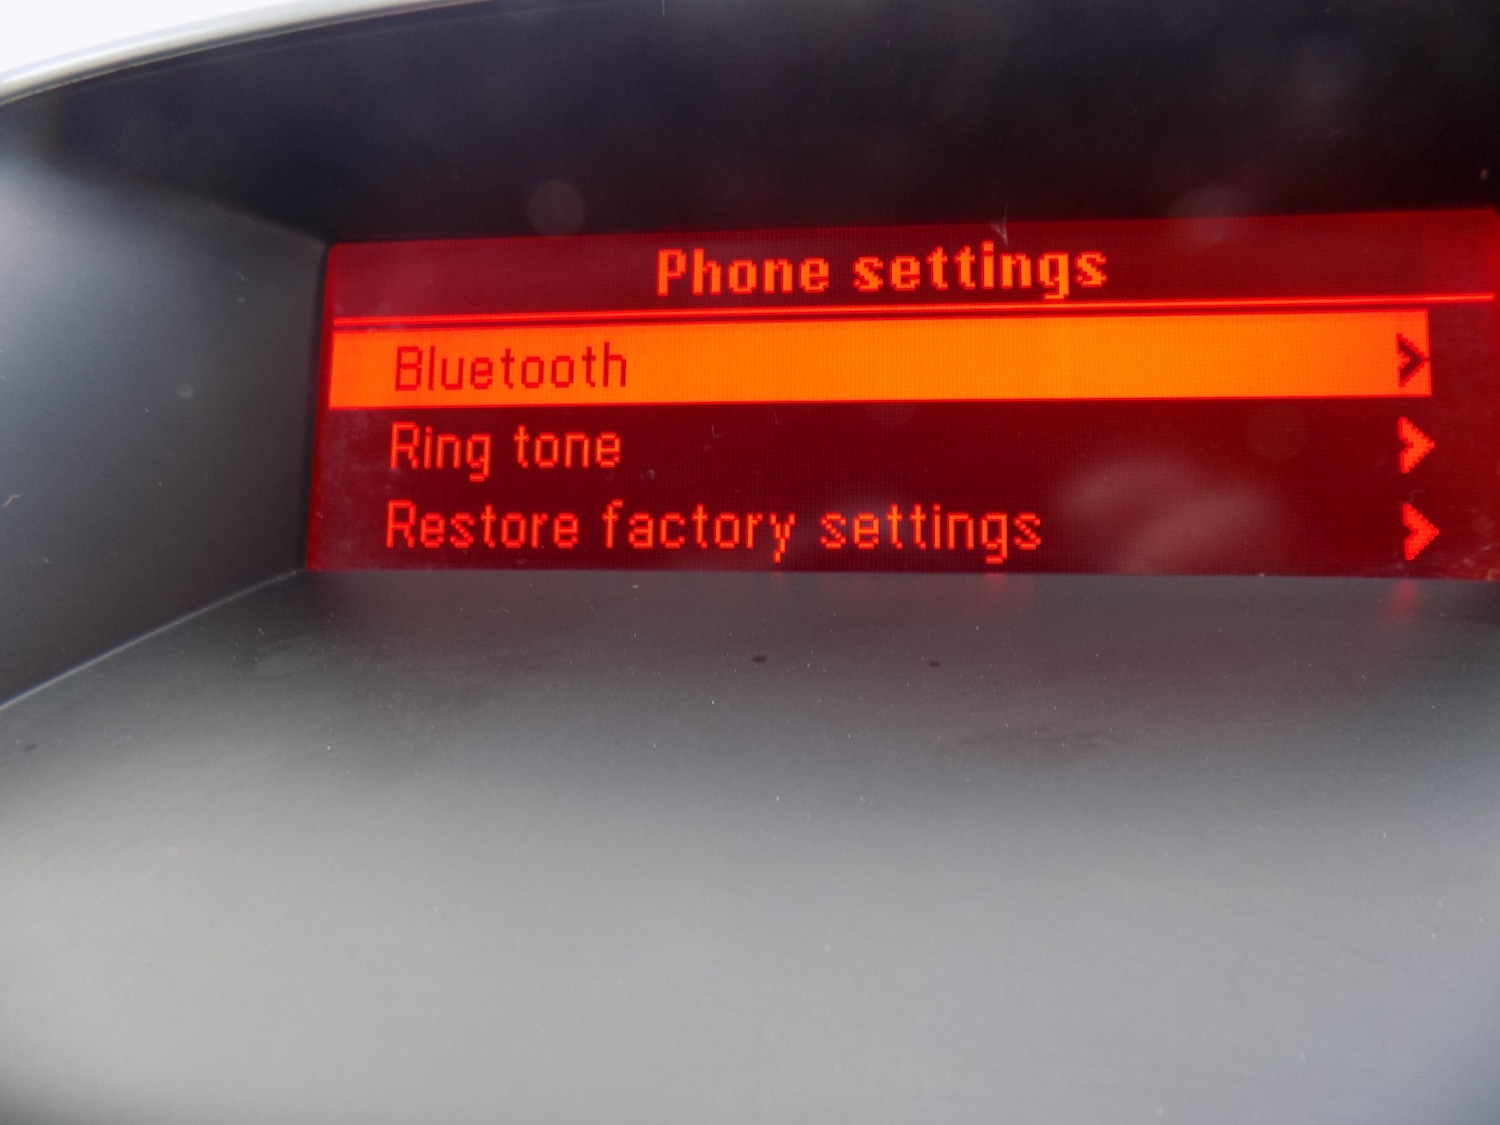 Phone settings
Bluetooth
Ring tone
Restore factory settings